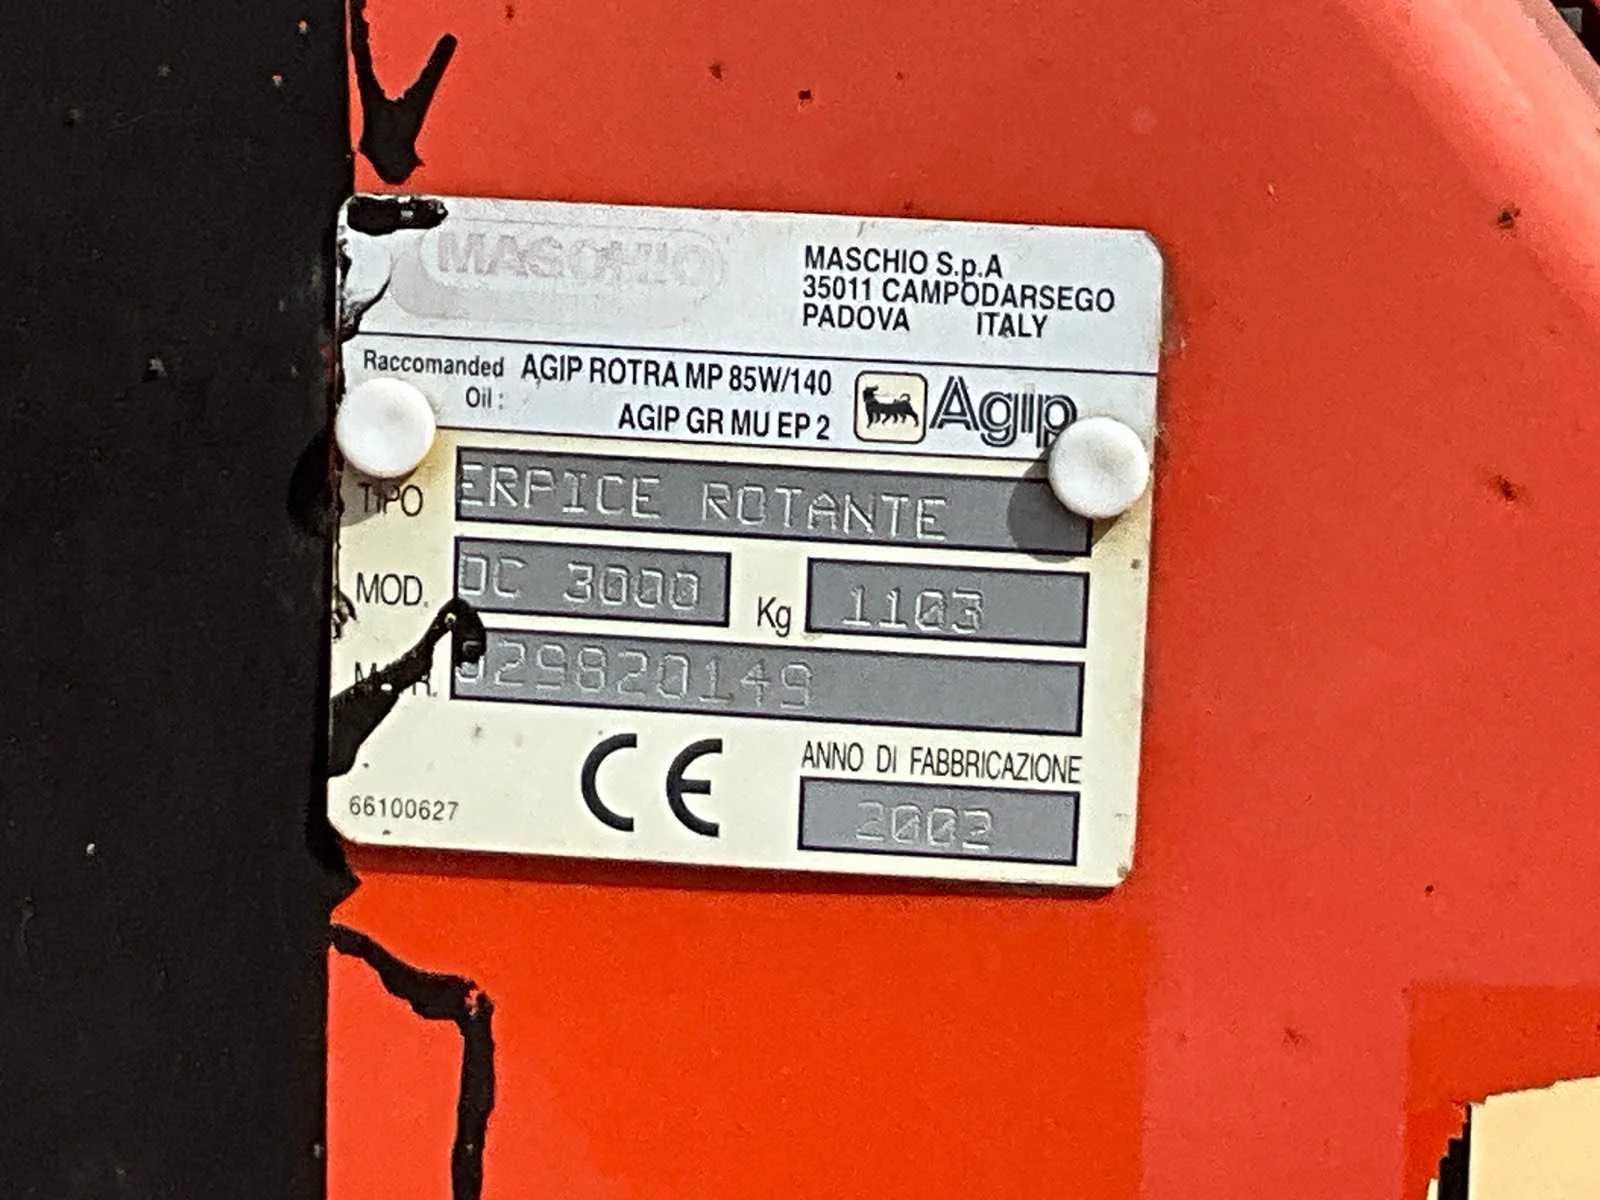 MASCHIO
MASCHIO S.p.A
35011 CAMPODARSEGO
PADOVA ITALY
Raccomanded Oil :
AGIP ROTRA MP 85W/140
AGIP GR MU EP 2
Agip
TIPO ERPICE ROTANTE
MOD. DC 3000 Kg 1103
029820149
CE
ANNO DI FABBRICAZIONE
2002
66100627